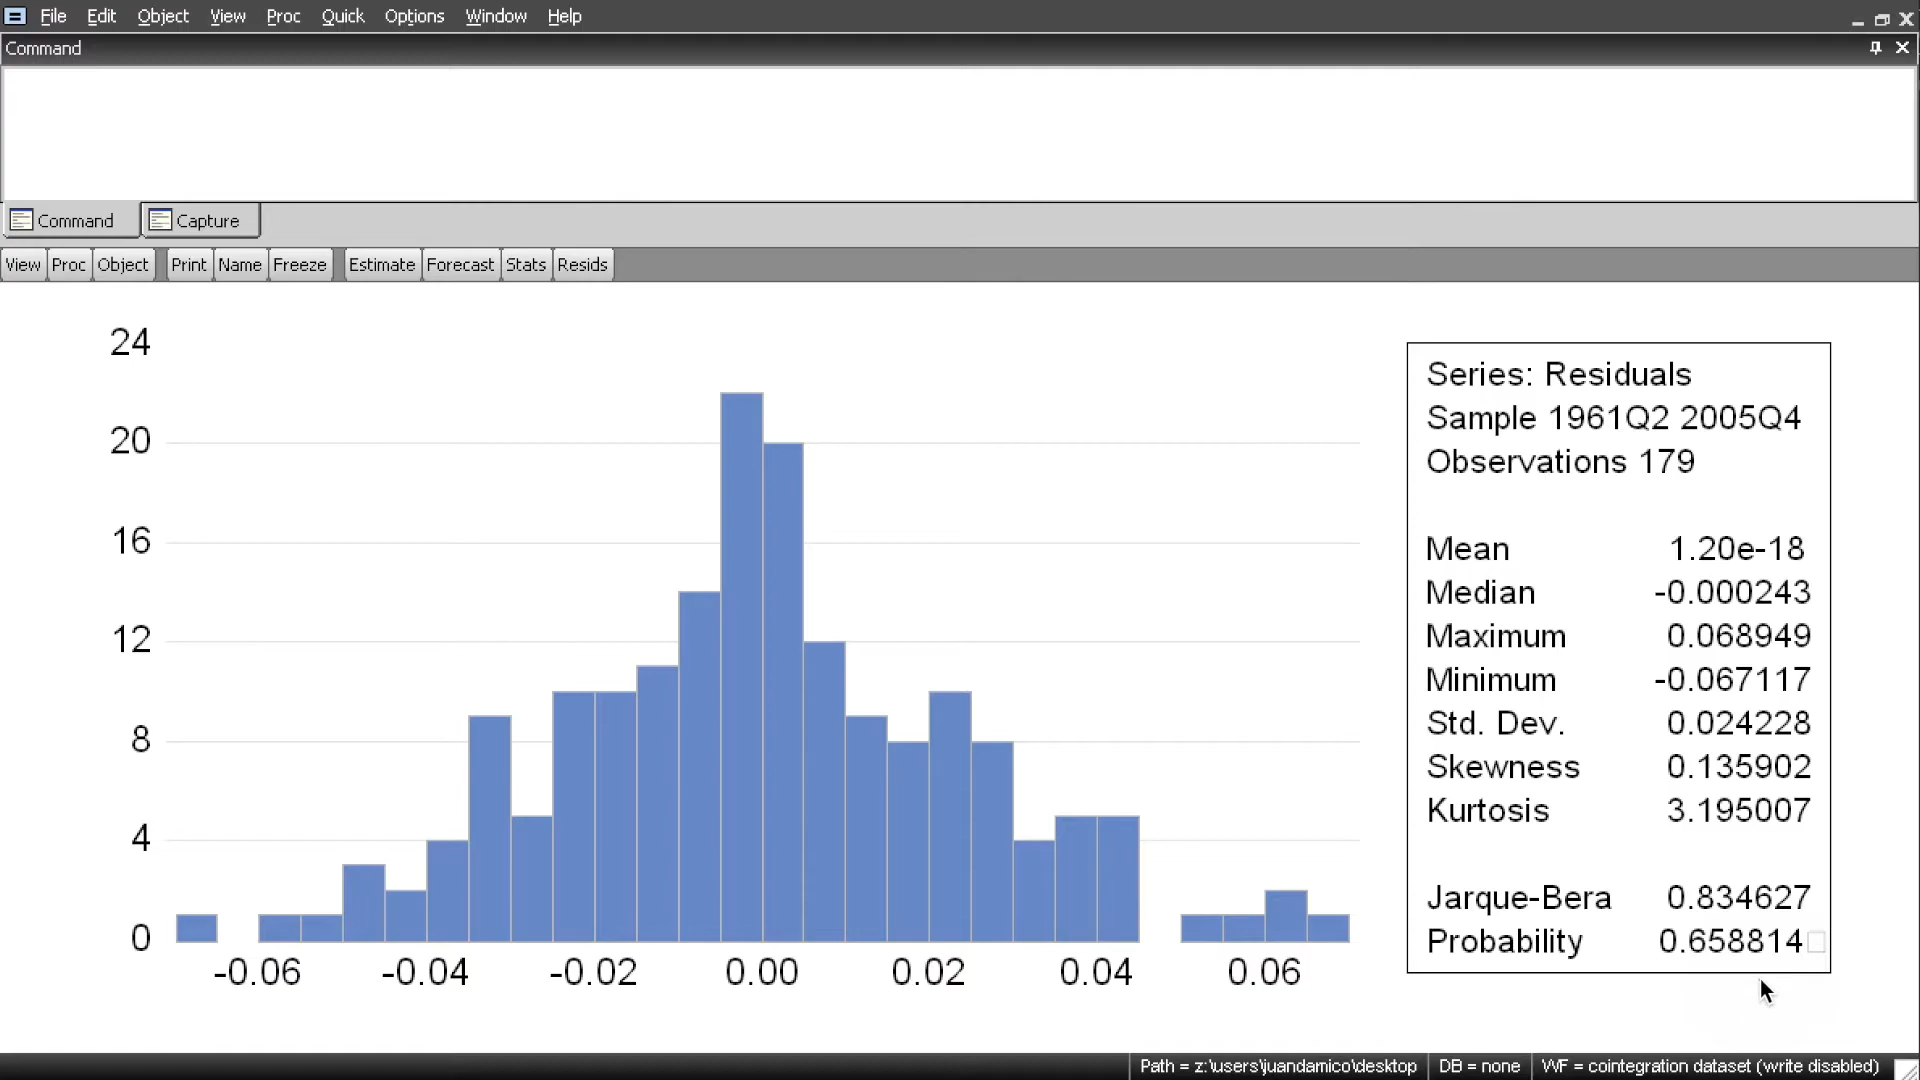 File Edit Object View Proc Quick Options Window Help
Command
Command Capture
View Proc Object Print Name Freeze Estimate Forecast Stats Resids
24
20
16
12
8
4
0
-0.06 -0.04 -0.02 0.00 0.02 0.04 0.06
Series: Residuals
Sample 1961Q2 2005Q4
Observations 179
Mean 1.20e-18
Median -0.000243
Maximum 0.068949
Minimum -0.067117
Std. Dev. 0.024228
Skewness 0.135902
Kurtosis 3.195007
Jarque-Bera 0.834627
Probability 0.658814
Path = z:\users\juandamico\desktop DB = none WF = cointegration dataset (write disabled)